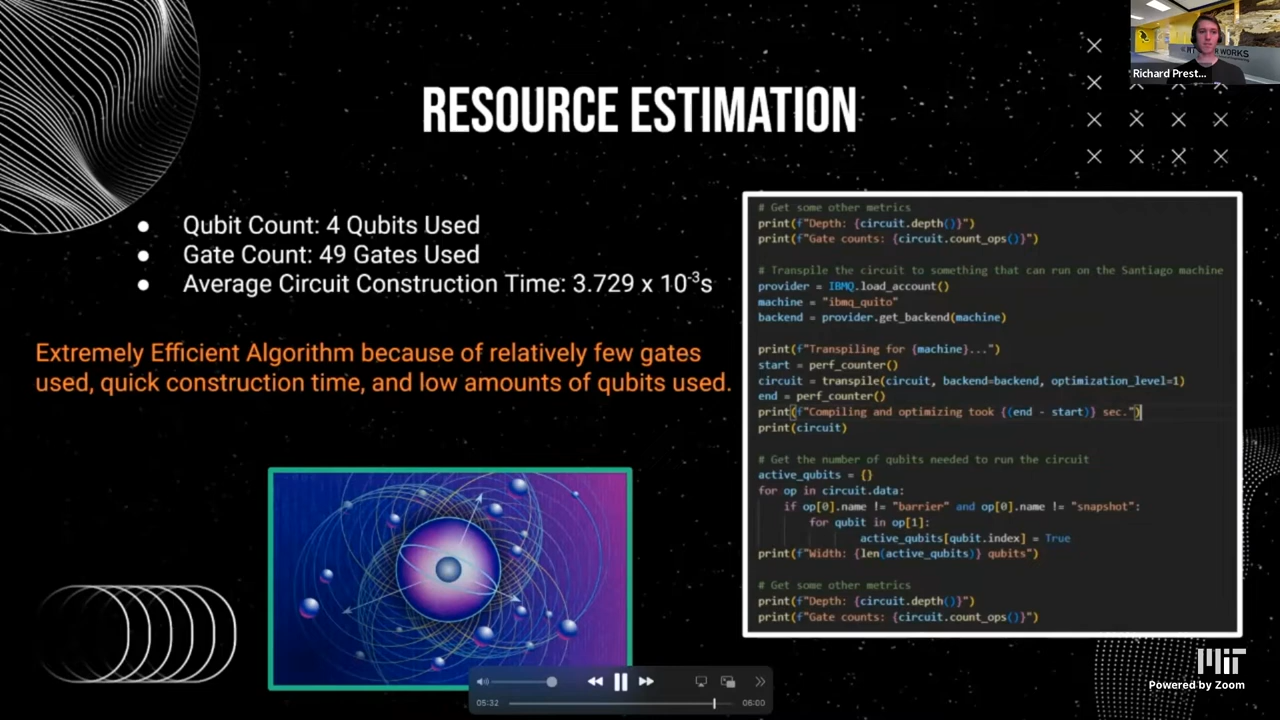 RESOURCE ESTIMATION
Richard Prest...
● Qubit Count: 4 Qubits Used
● Gate Count: 49 Gates Used
● Average Circuit Construction Time: 3.729 x 10⁻³s
Extremely Efficient Algorithm because of relatively few gates
used, quick construction time, and low amounts of qubits used.
# Get some other metrics
print(f"Depth: {circuit.depth()}")
print(f"Gate counts: {circuit.count_ops()}")
# Transpile the circuit to something that can run on the Santiago machine
provider = IBMQ.load_account()
machine = "ibmq_quito"
backend = provider.get_backend(machine)
print(f"Transpiling for {machine}...")
start = perf_counter()
circuit = transpile(circuit, backend=backend, optimization_level=1)
end = perf_counter()
print(f"Compiling and optimizing took {(end - start)} sec.")
print(circuit)
# Get the number of qubits needed to run the circuit
active_qubits = {}
for op in circuit.data:
    if op[0].name != "barrier" and op[0].name != "snapshot":
        for qubit in op[1]:
            active_qubits[qubit.index] = True
print(f"Width: {len(active_qubits)} qubits")
# Get some other metrics
print(f"Depth: {circuit.depth()}")
print(f"Gate counts: {circuit.count_ops()}")
05:32
06:00
MIT
Powered by Zoom